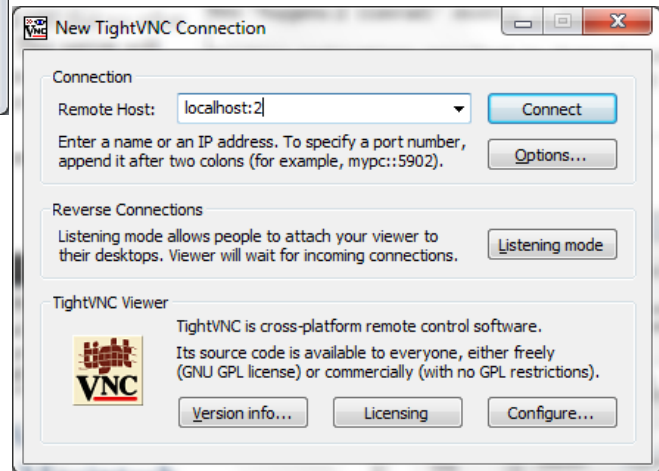 New TightVNC Connection
Connection
Remote Host: localhost:2 Connect
Enter a name or an IP address. To specify a port number,
append it after two colons (for example, mypc::5902).
Options...
Reverse Connections
Listening mode allows people to attach your viewer to
their desktops. Viewer will wait for incoming connections.
Listening mode
TightVNC Viewer
TightVNC is cross-platform remote control software.
Its source code is available to everyone, either freely
(GNU GPL license) or commercially (with no GPL restrictions).
tight
VNC
Version info... Licensing Configure...